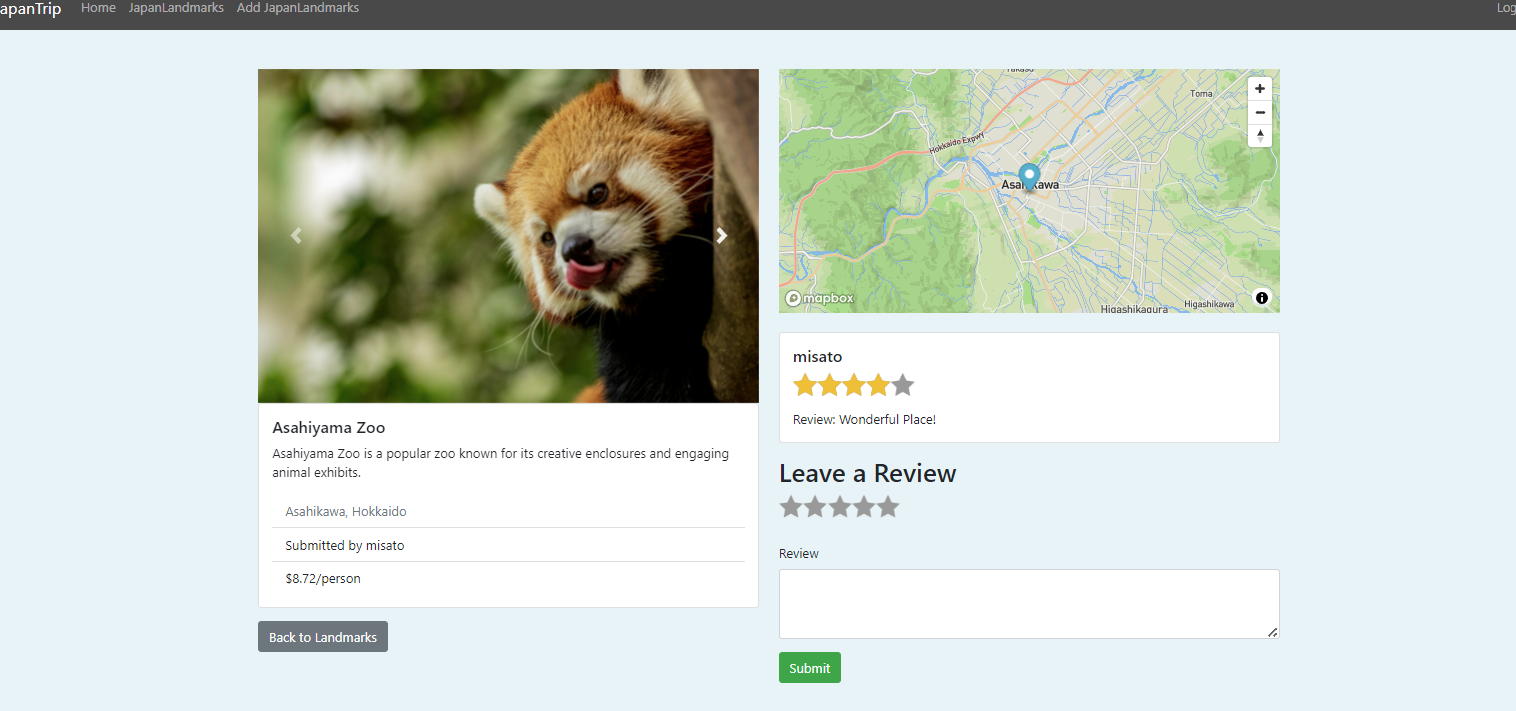 apanTrip Home JapanLandmarks Add JapanLandmarks Log
Toma
Hokkaido Expwy
Asahikawa
mapbox
Higashikagura
Higashikawa
Asahiyama Zoo
Asahiyama Zoo is a popular zoo known for its creative enclosures and engaging
animal exhibits.
Asahikawa, Hokkaido
Submitted by misato
$8.72/person
Back to Landmarks
misato
Review: Wonderful Place!
Leave a Review
Review
Submit